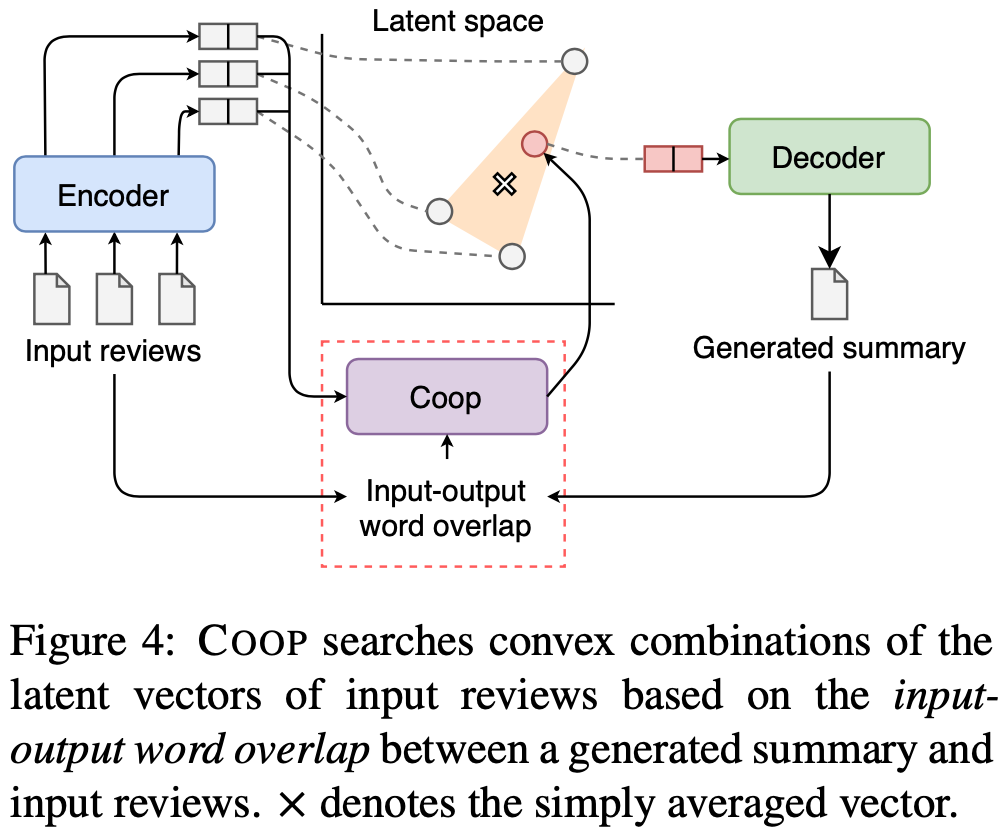 Latent space
Encoder
Decoder
Input reviews
Generated summary
Coop
Input-output
word overlap
Figure 4: COOP searches convex combinations of the
latent vectors of input reviews based on the input-
output word overlap between a generated summary and
input reviews. × denotes the simply averaged vector.